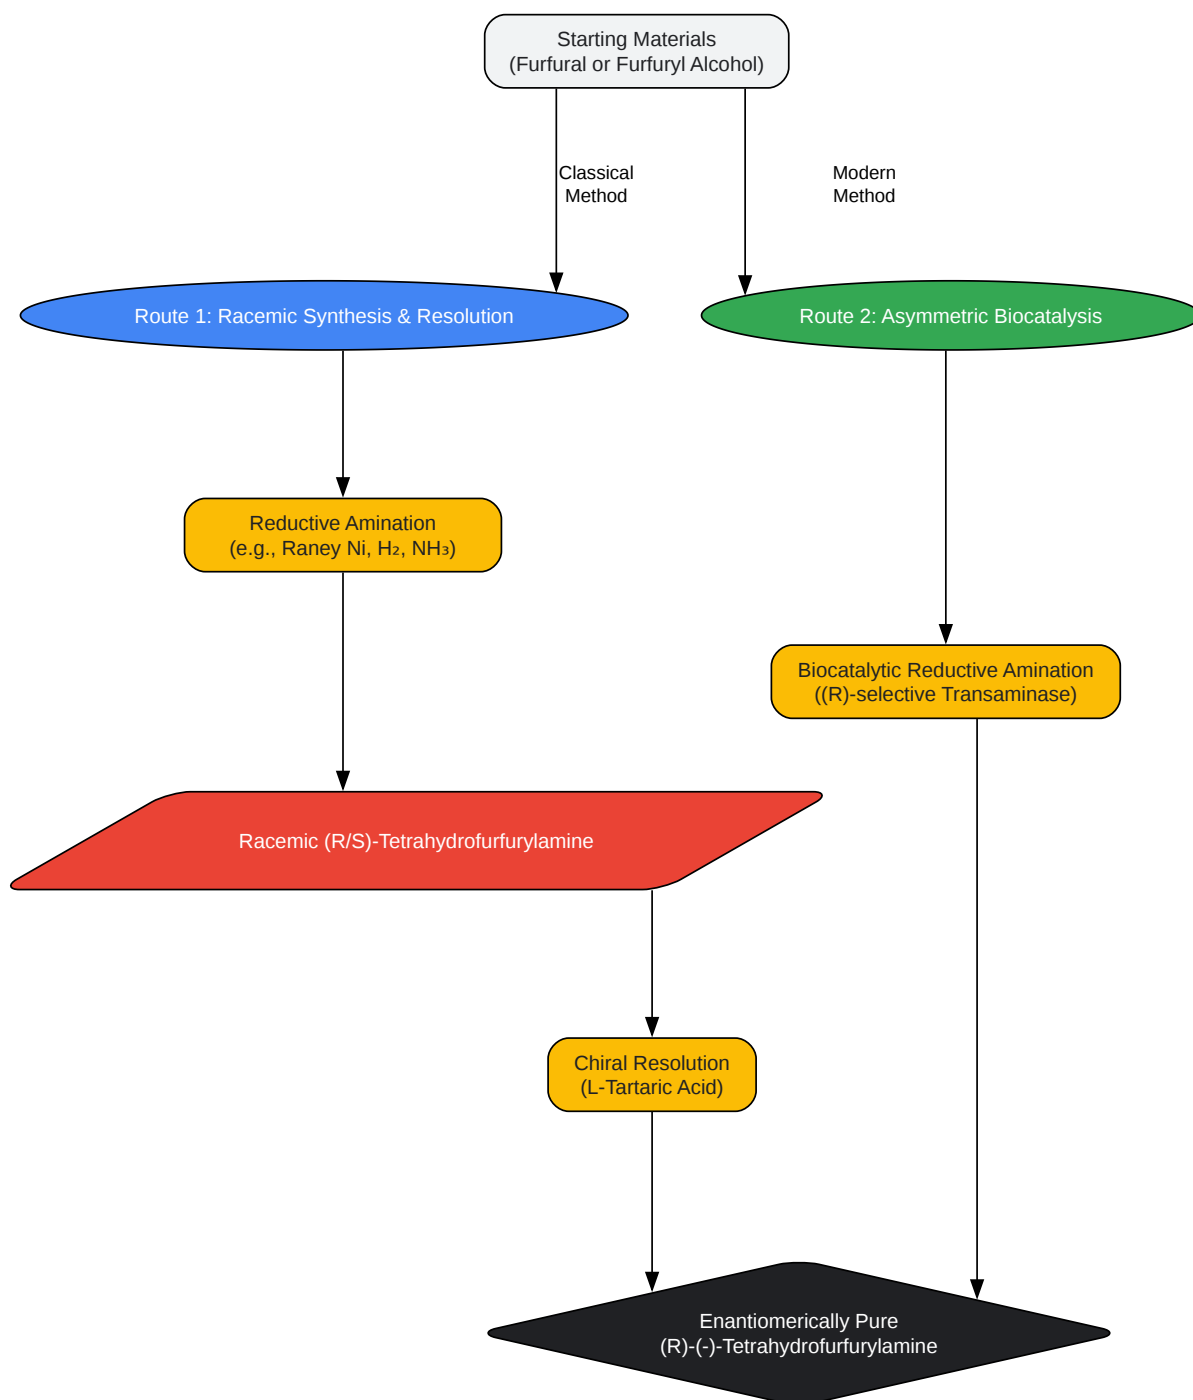 Starting Materials
(Furfural or Furfuryl Alcohol)
Classical
Method
Modern
Method
Route 1: Racemic Synthesis & Resolution
Route 2: Asymmetric Biocatalysis
Reductive Amination
(e.g., Raney Ni, H₂, NH₃)
Biocatalytic Reductive Amination
((R)-selective Transaminase)
Racemic (R/S)-Tetrahydrofurfurylamine
Chiral Resolution
(L-Tartaric Acid)
Enantiomerically Pure
(R)-(-)-Tetrahydrofurfurylamine